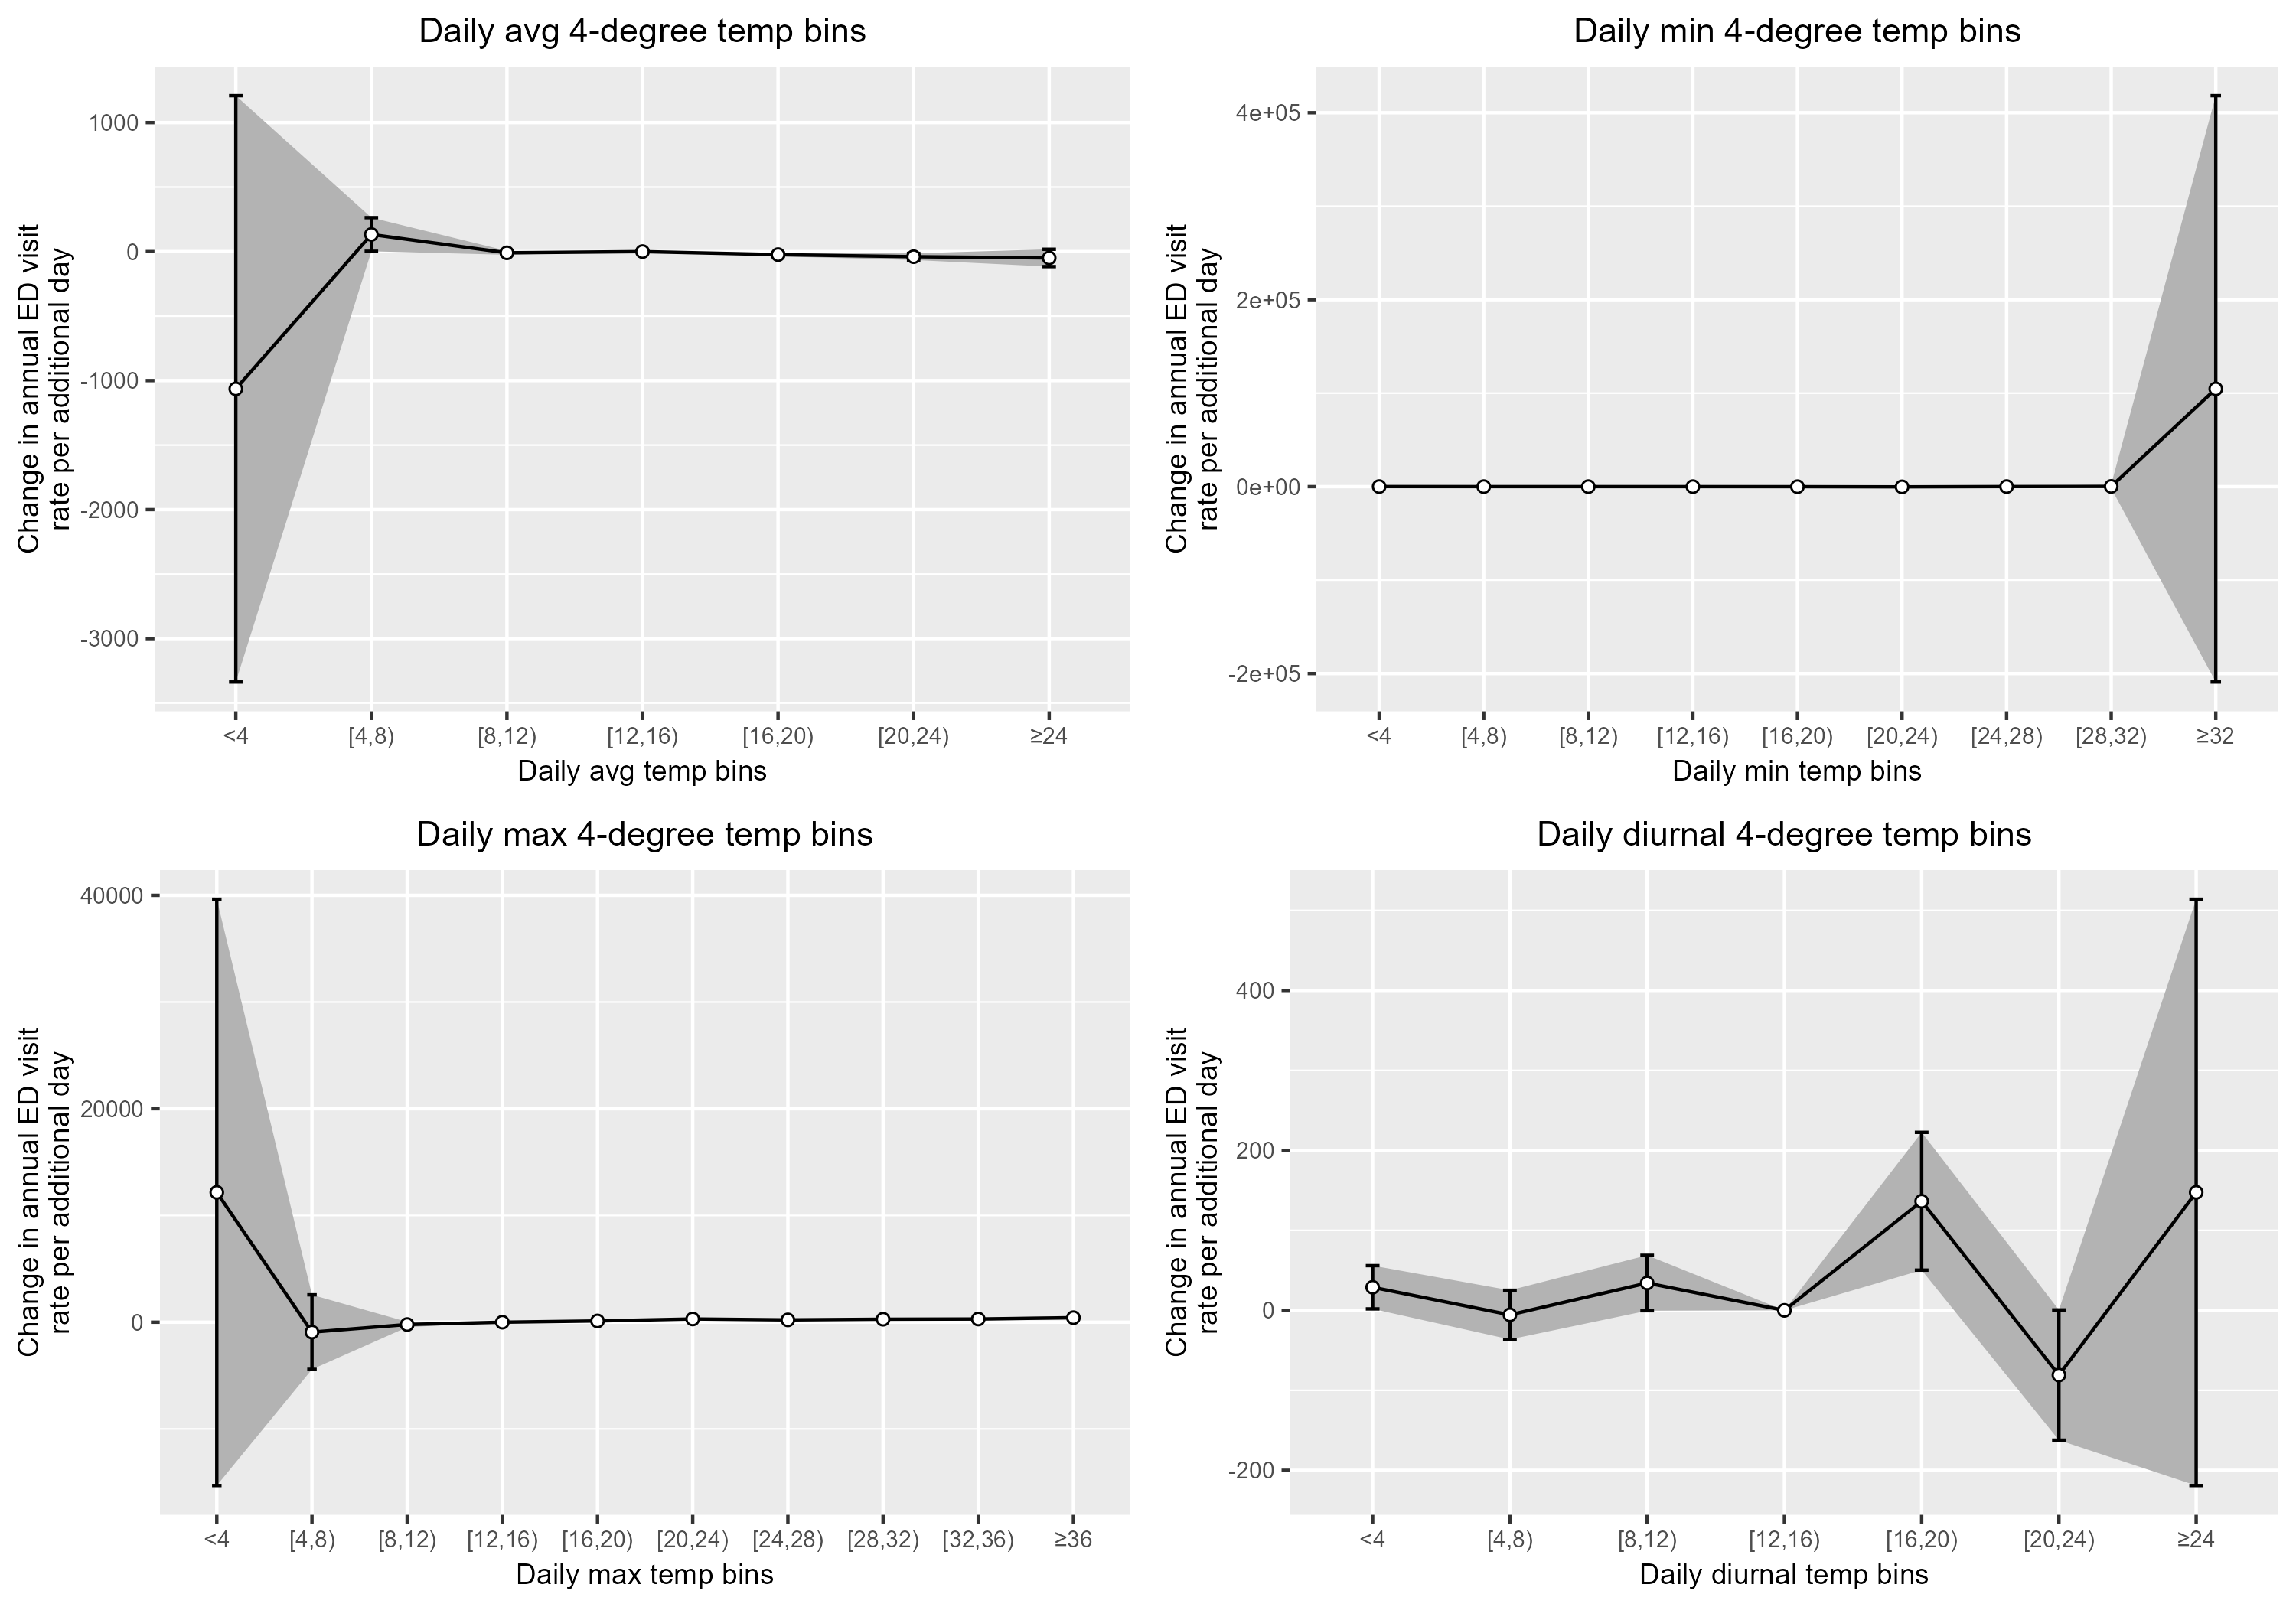 Daily avg 4-degree temp bins
Change in annual ED visit
rate per additional day
1000
0
-1000
-2000
-3000
<4 [4,8) [8,12) [12,16) [16,20) [20,24) ≥24
Daily avg temp bins
Daily min 4-degree temp bins
Change in annual ED visit
rate per additional day
4e+05
2e+05
0e+00
-2e+05
<4 [4,8) [8,12) [12,16) [16,20) [20,24) [24,28) [28,32) ≥32
Daily min temp bins
Daily max 4-degree temp bins
Change in annual ED visit
rate per additional day
40000
20000
0
<4 [4,8) [8,12) [12,16) [16,20) [20,24) [24,28) [28,32) [32,36) ≥36
Daily max temp bins
Daily diurnal 4-degree temp bins
Change in annual ED visit
rate per additional day
400
200
0
-200
<4 [4,8) [8,12) [12,16) [16,20) [20,24) ≥24
Daily diurnal temp bins